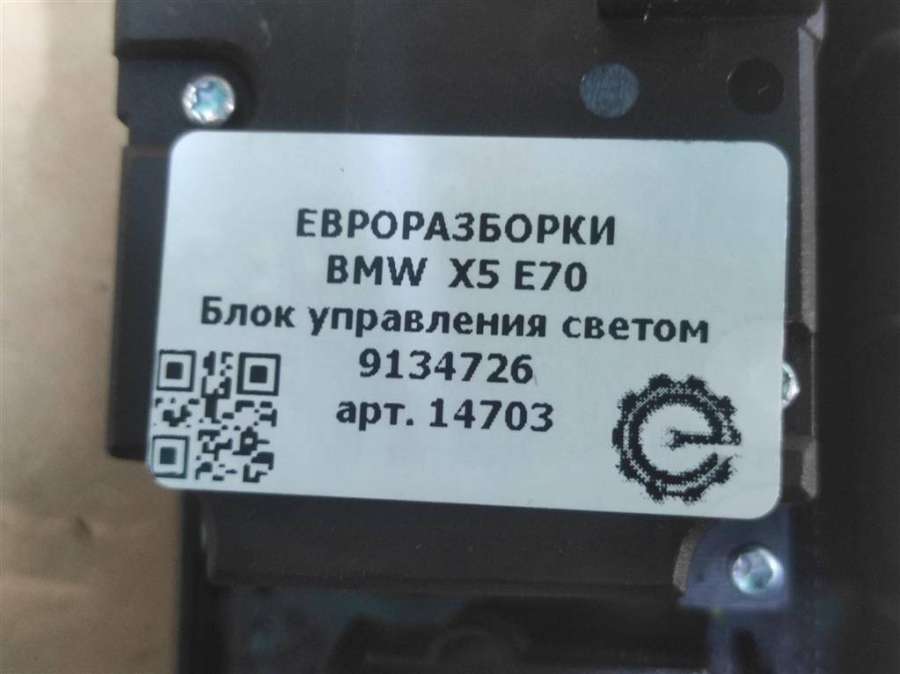 ЕВРОРАЗБОРКИ
BMW X5 E70
Блок управления светом
9134726
арт. 14703